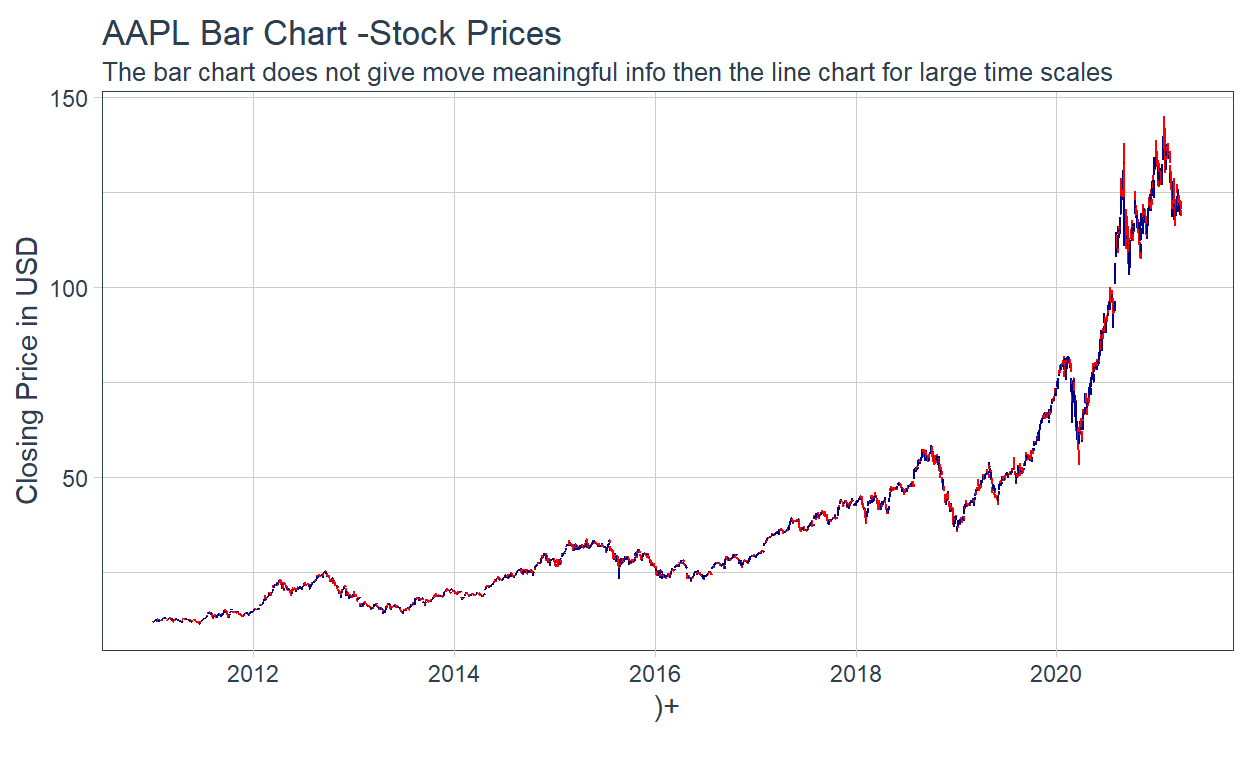 AAPL Bar Chart -Stock Prices
The bar chart does not give move meaningful info then the line chart for large time scales
150
100
50
Closing Price in USD
2012 2014 2016 2018 2020
)+